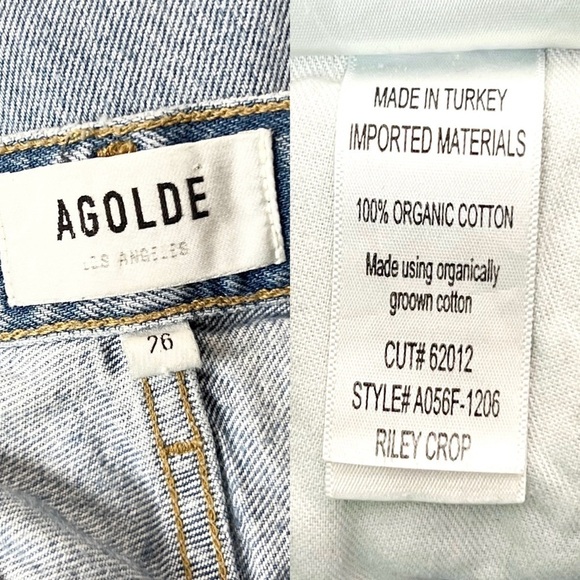 AGOLDE
LOS ANGELES
26
MADE IN TURKEY
IMPORTED MATERIALS
100% ORGANIC COTTON
Made using organically
groown cotton
CUT# 62012
STYLE# A056F-1206
RILEY CROP